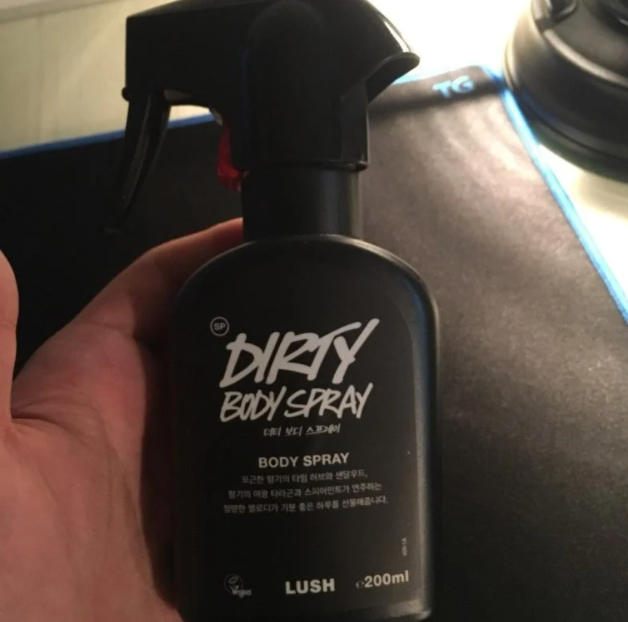 TG
SP
DIRTY
BODY SPRAY
더티 보디 스프레이
BODY SPRAY
포근한 향기의 타임 허브와 샌달우드,
향기의 여왕 타라곤과 스피어민트가 연주하는
청량한 멜로디가 기분 좋은 하루를 선물해줍니다.
Vegan
LUSH
℮200ml